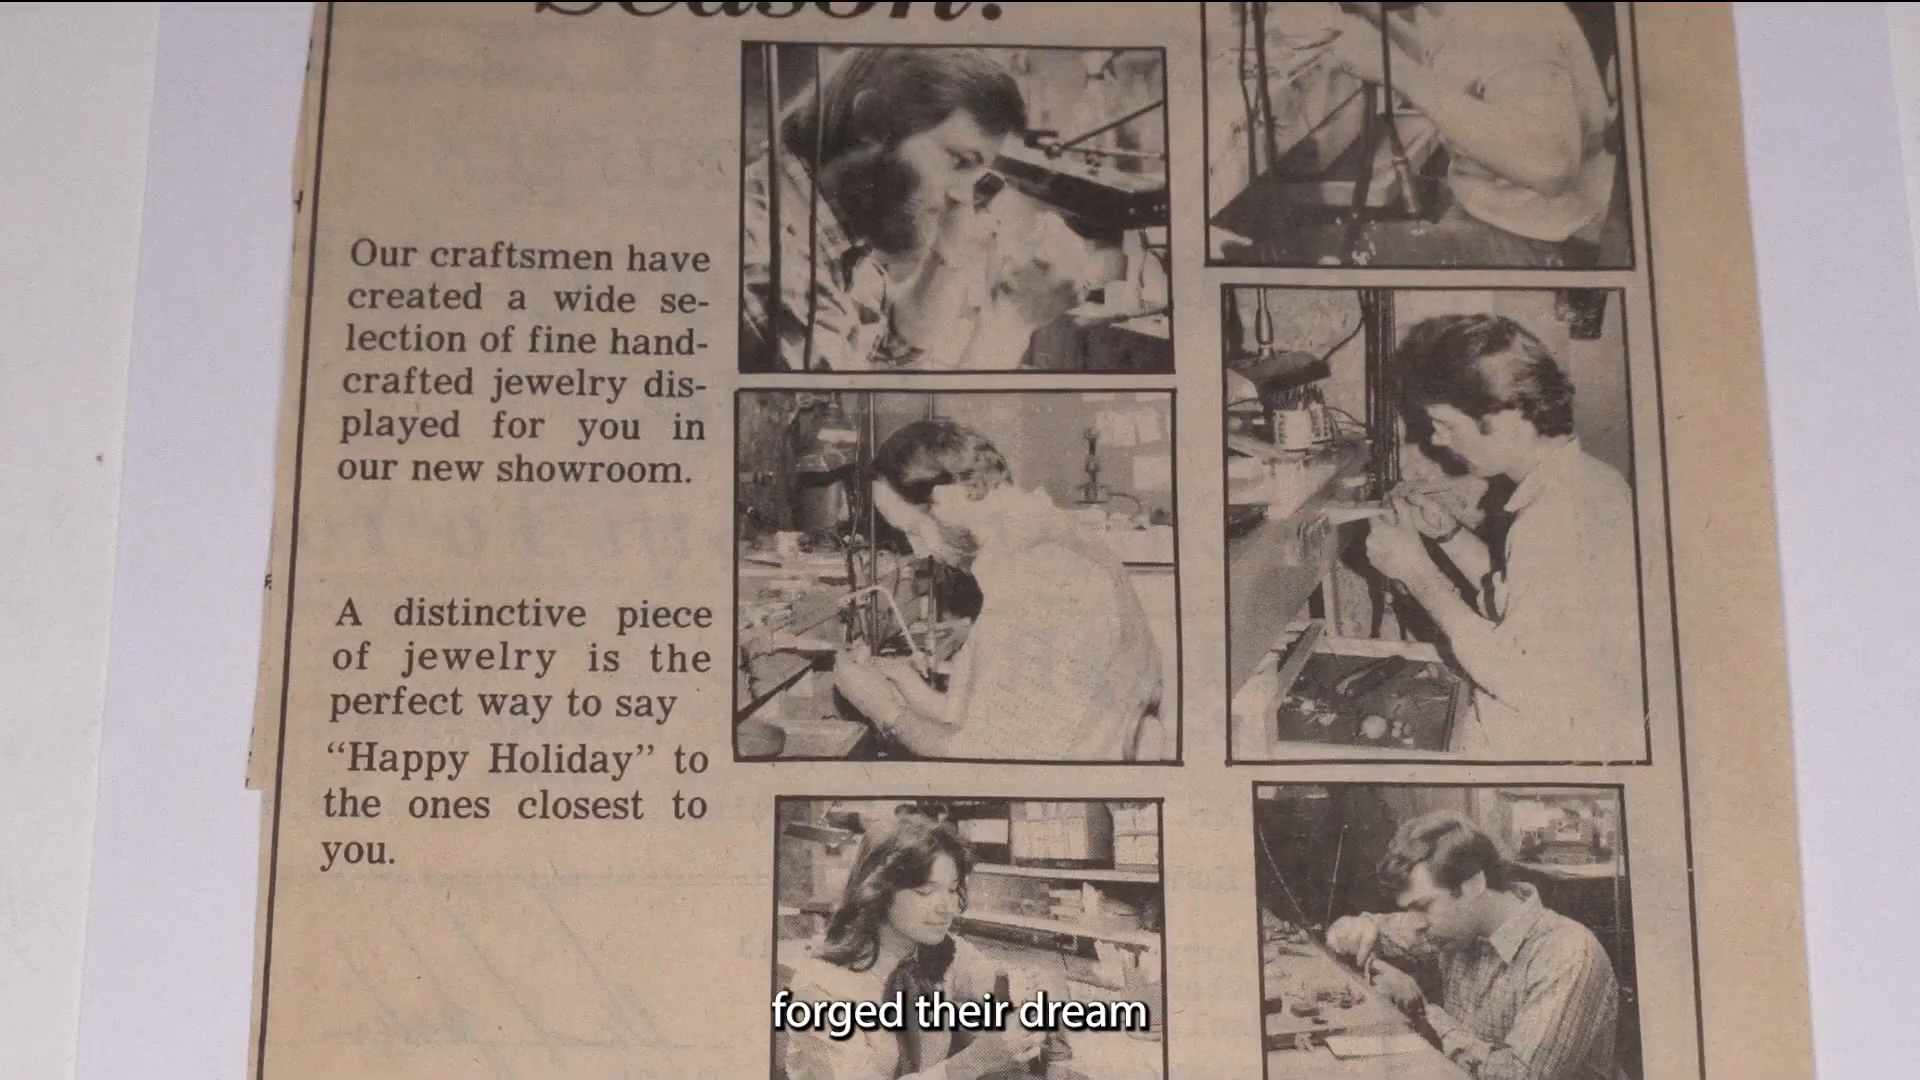 Season!
Our craftsmen have
created a wide se-
lection of fine hand-
crafted jewelry dis-
played for you in
our new showroom.
A distinctive piece
of jewelry is the
perfect way to say
“Happy Holiday” to
the ones closest to
you.
forged their dream